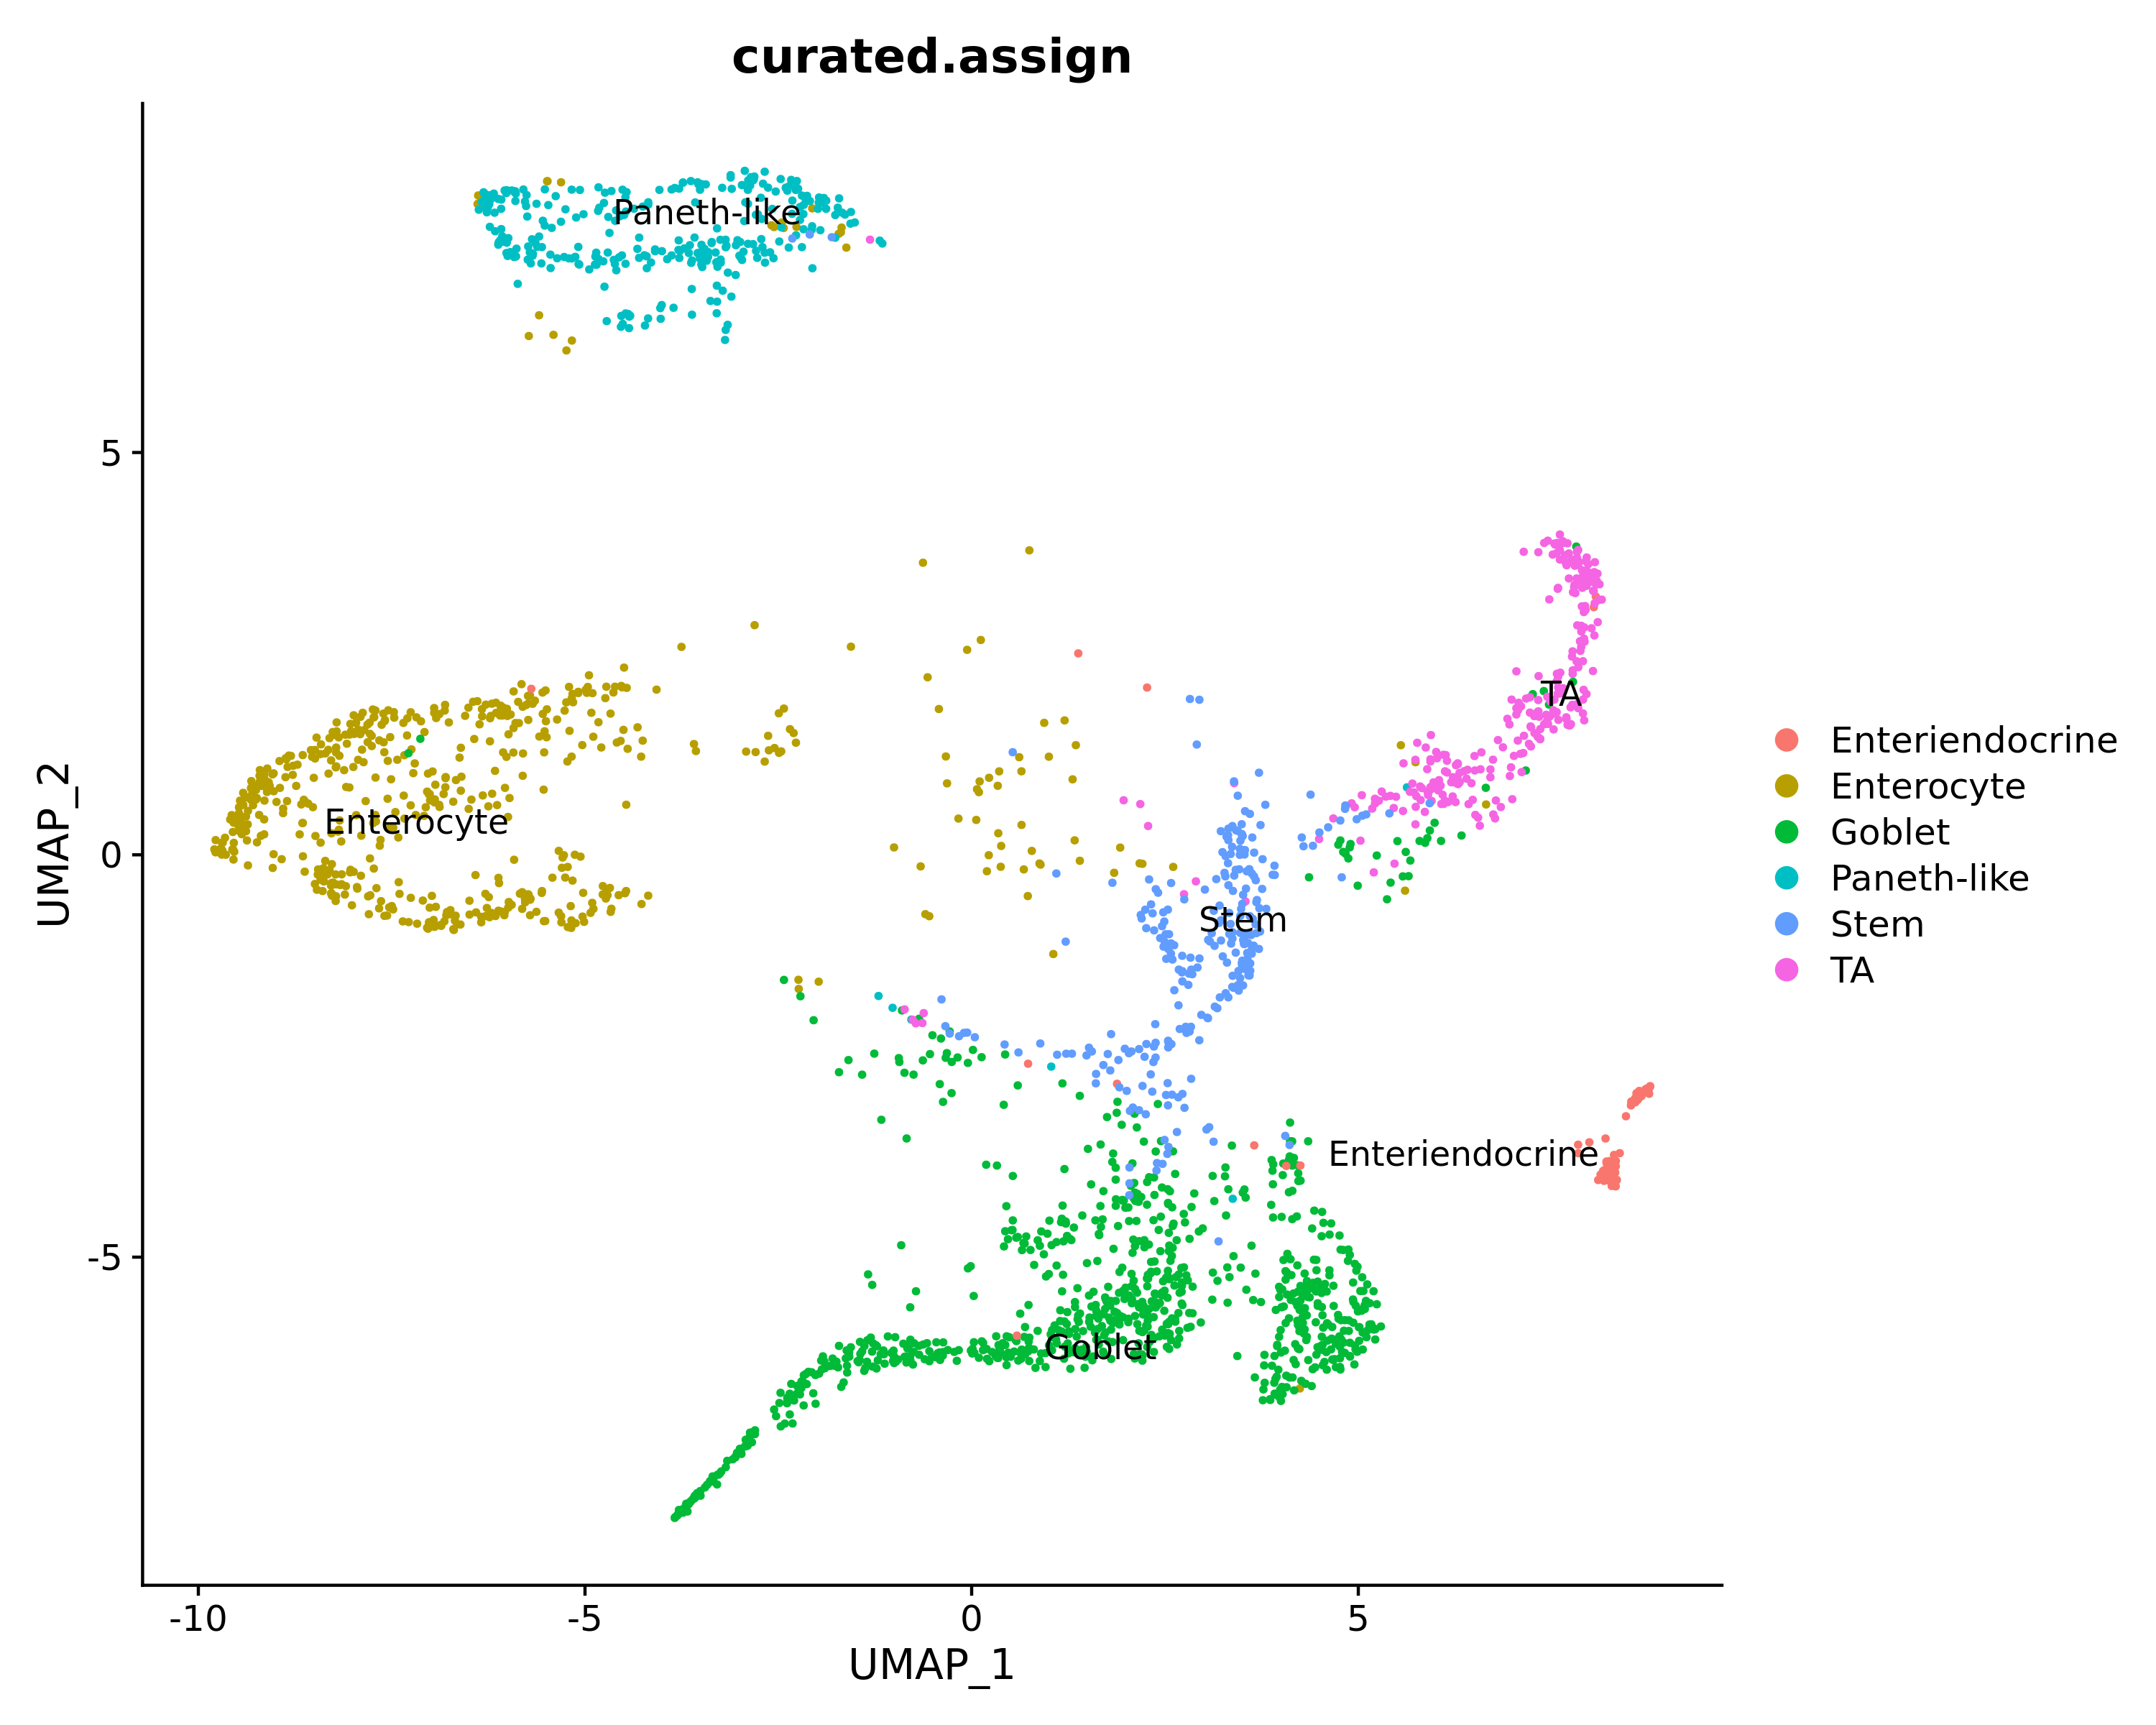 curated.assign
Paneth-like
5
TA
Enteriendocrine
Enterocyte
Goblet
Paneth-like
Stem
TA
Enterocyte
0
UMAP_2
Stem
Enteriendocrine
-5
Goblet
-10
-5
0
5
UMAP_1